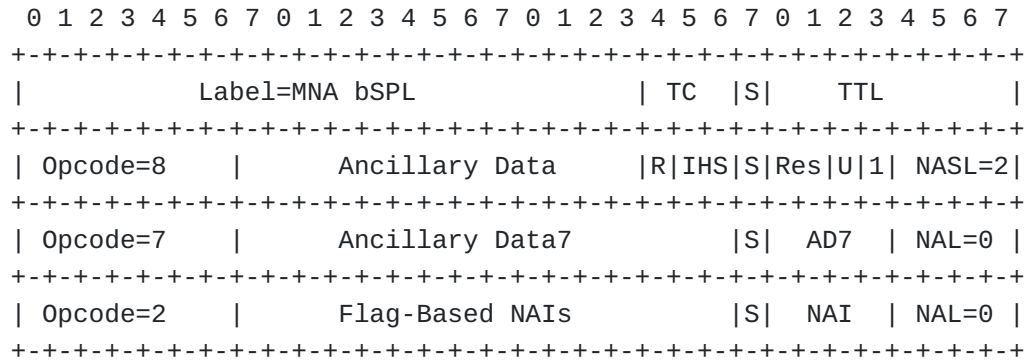 0 1 2 3 4 5 6 7 0 1 2 3 4 5 6 7 0 1 2 3 4 5 6 7 0 1 2 3 4 5 6 7
+-+-+-+-+-+-+-+-+-+-+-+-+-+-+-+-+-+-+-+-+-+-+-+-+-+-+-+-+-+-+-+-+
|            Label=MNA bSPL             | TC  |S|     TTL       |
+-+-+-+-+-+-+-+-+-+-+-+-+-+-+-+-+-+-+-+-+-+-+-+-+-+-+-+-+-+-+-+-+
| Opcode=8    |      Ancillary Data     |R|IHS|S|Res|U|1| NASL=2|
+-+-+-+-+-+-+-+-+-+-+-+-+-+-+-+-+-+-+-+-+-+-+-+-+-+-+-+-+-+-+-+-+
| Opcode=7    |      Ancillary Data7          |S|  AD7  | NAL=0 |
+-+-+-+-+-+-+-+-+-+-+-+-+-+-+-+-+-+-+-+-+-+-+-+-+-+-+-+-+-+-+-+-+
| Opcode=2    |      Flag-Based NAIs          |S|  NAI  | NAL=0 |
+-+-+-+-+-+-+-+-+-+-+-+-+-+-+-+-+-+-+-+-+-+-+-+-+-+-+-+-+-+-+-+-+